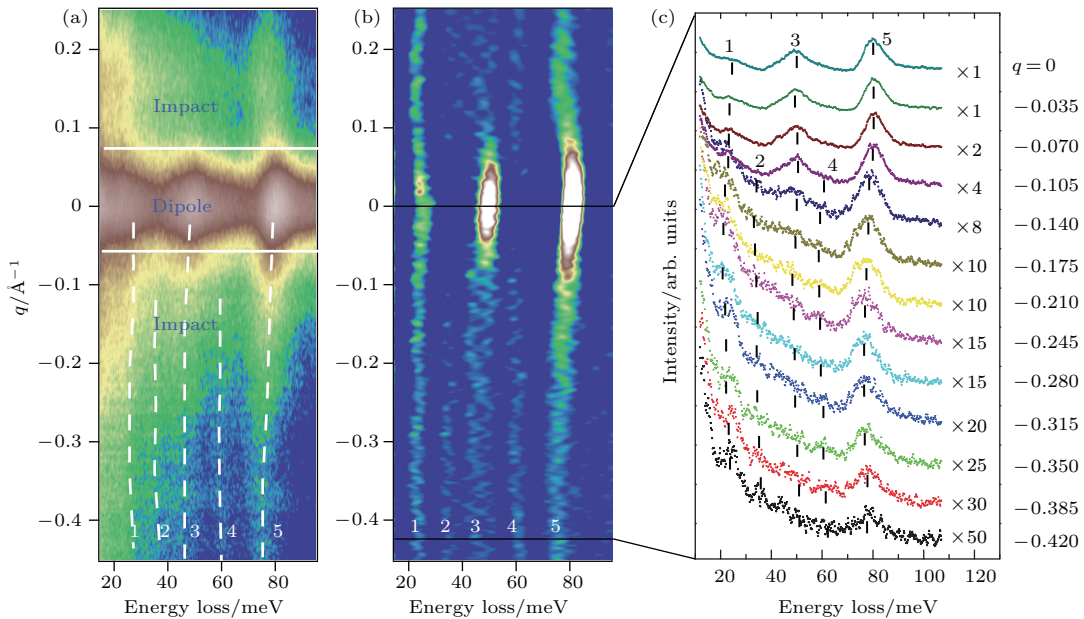 (a)
Impact
Dipole
Impact
1 2 3 4 5
0.2
0.1
0
−0.1
−0.2
−0.3
−0.4
q/Å⁻¹
20 40 60 80
Energy loss/meV
(b)
1 2 3 4 5
0.2
0.1
0
−0.1
−0.2
−0.3
−0.4
20 40 60 80
Energy loss/meV
(c)
1 3 5
2 4
×1 q=0
×1 −0.035
×2 −0.070
×4 −0.105
×8 −0.140
×10 −0.175
×10 −0.210
×15 −0.245
×15 −0.280
×20 −0.315
×25 −0.350
×30 −0.385
×50 −0.420
Intensity/arb. units
20 40 60 80 100 120
Energy loss/meV